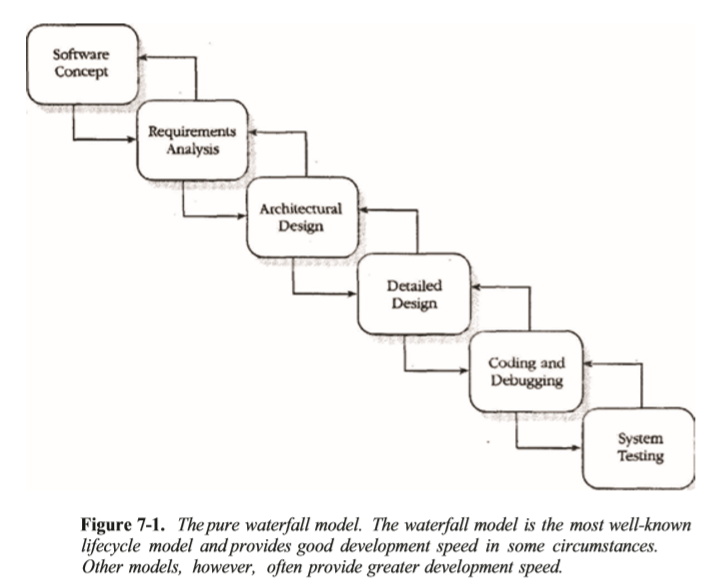 Software
Concept
Requirements
Analysis
Architectural
Design
Detailed
Design
Coding and
Debugging
System
Testing
Figure 7-1. The pure waterfall model. The waterfall model is the most well-known
lifecycle model and provides good development speed in some circumstances.
Other models, however, often provide greater development speed.